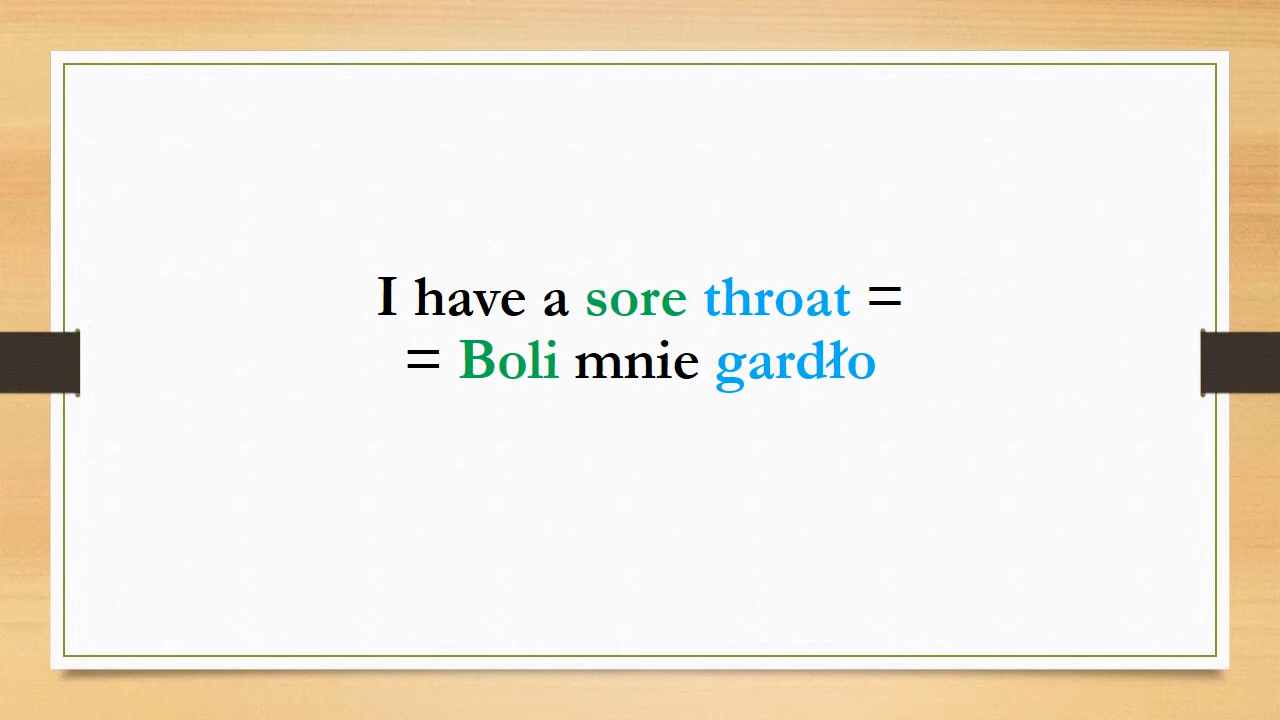 I have a sore throat =
= Boli mnie gardło